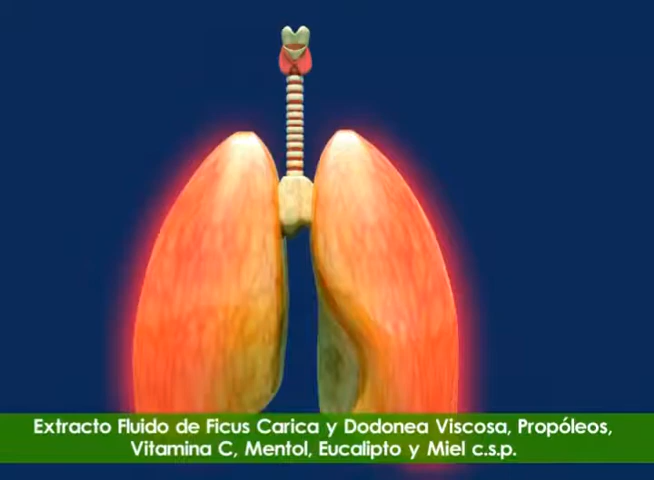 Extracto Fluido de Ficus Carica y Dodonea Viscosa, Propóleos,
Vitamina C, Mentol, Eucalipto y Miel c.s.p.